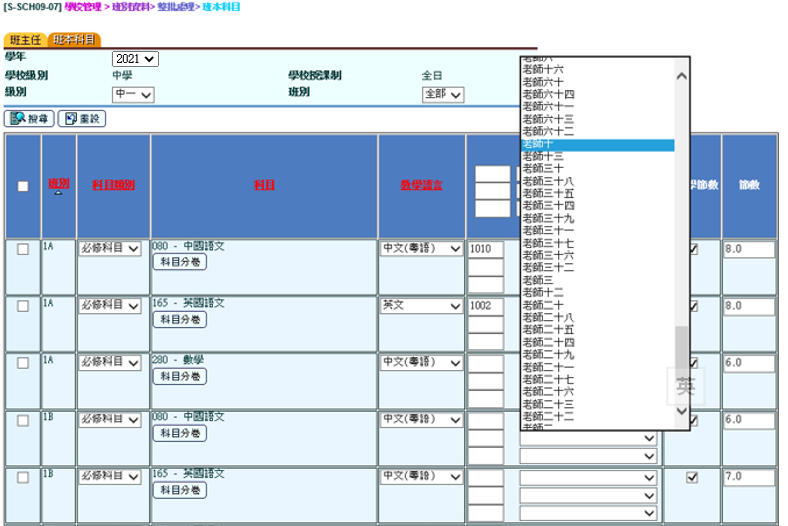 [S-SCH09-07] 學校管理 > 班別資料> 整批處理> 班本科目
班主任 班本科目
學年 2021
學校級別 中學 學校授課制 全日
級別 中一 班別 全部
搜尋 重設
班別 科目類別 科目 教學語言 學節數 節數
1A 必修科目 080 - 中國語文 中文(粵語) 1010 8.0
科目分卷
1A 必修科目 165 - 英國語文 英文 1002 8.0
科目分卷
1A 必修科目 280 - 數學 中文(粵語) 6.0
科目分卷
1B 必修科目 080 - 中國語文 中文(粵語) 6.0
科目分卷
1B 必修科目 165 - 英國語文 中文(粵語) 7.0
科目分卷
老師六
老師十六
老師六十
老師六十四
老師六十一
老師六十三
老師六十二
老師十
老師十三
老師三十
老師三十八
老師三十五
老師三十四
老師三十九
老師三十一
老師三十七
老師三十六
老師三十二
老師三
老師十二
老師二十
老師二十八
老師二十五
老師二十四
老師二十九
老師二十一
老師二十七
老師二十六
老師二十三
老師二十二
老師二
英